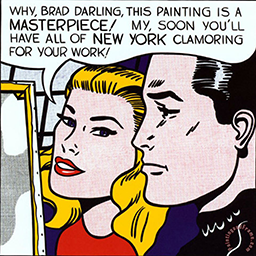 WHY, BRAD DARLING, THIS PAINTING IS A
MASTERPIECE! MY, SOON YOU'LL
HAVE ALL OF NEW YORK CLAMORING
FOR YOUR WORK!